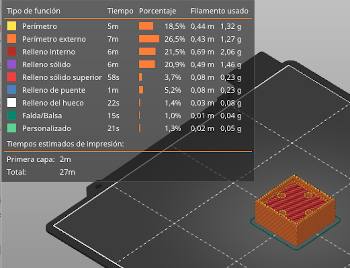 Tipo de función Tiempo Porcentaje Filamento usado
Perímetro 5m 18,5% 0,44 m 1,32 g
Perímetro externo 7m 26,5% 0,43 m 1,27 g
Relleno interno 6m 21,5% 0,69 m 2,06 g
Relleno sólido 6m 20,9% 0,49 m 1,46 g
Relleno sólido superior 58s 3,7% 0,08 m 0,23 g
Relleno de puente 1m 5,2% 0,08 m 0,23 g
Relleno del hueco 22s 1,4% 0,03 m 0,08 g
Falda/Balsa 15s 1,0% 0,01 m 0,04 g
Personalizado 21s 1,3% 0,02 m 0,05 g
Tiempos estimados de impresión:
Primera capa: 2m
Total: 27m